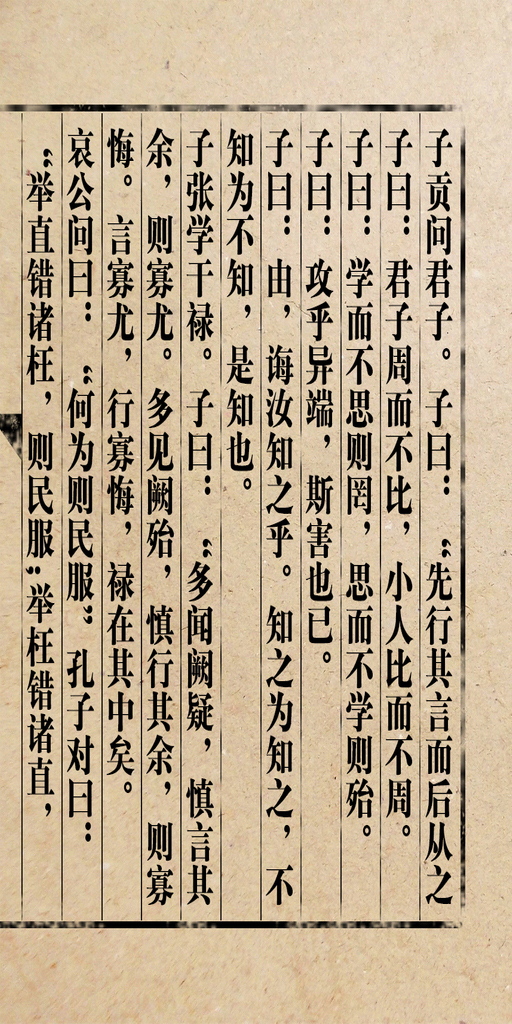 子贡问君子。子曰：“先行其言而后从之
子曰：君子周而不比，小人比而不周。
子曰：学而不思则罔，思而不学则殆。
子曰：攻乎异端，斯害也已。
子曰：由，诲汝知之乎。知之为知之，不
知为不知，是知也。
子张学干禄。子曰：“多闻阙疑，慎言其
余，则寡尤。多见阙殆，慎行其余，则寡
悔。言寡尤，行寡悔，禄在其中矣。
哀公问曰：“何为则民服”孔子对曰：
“举直错诸枉，则民服”举枉错诸直，